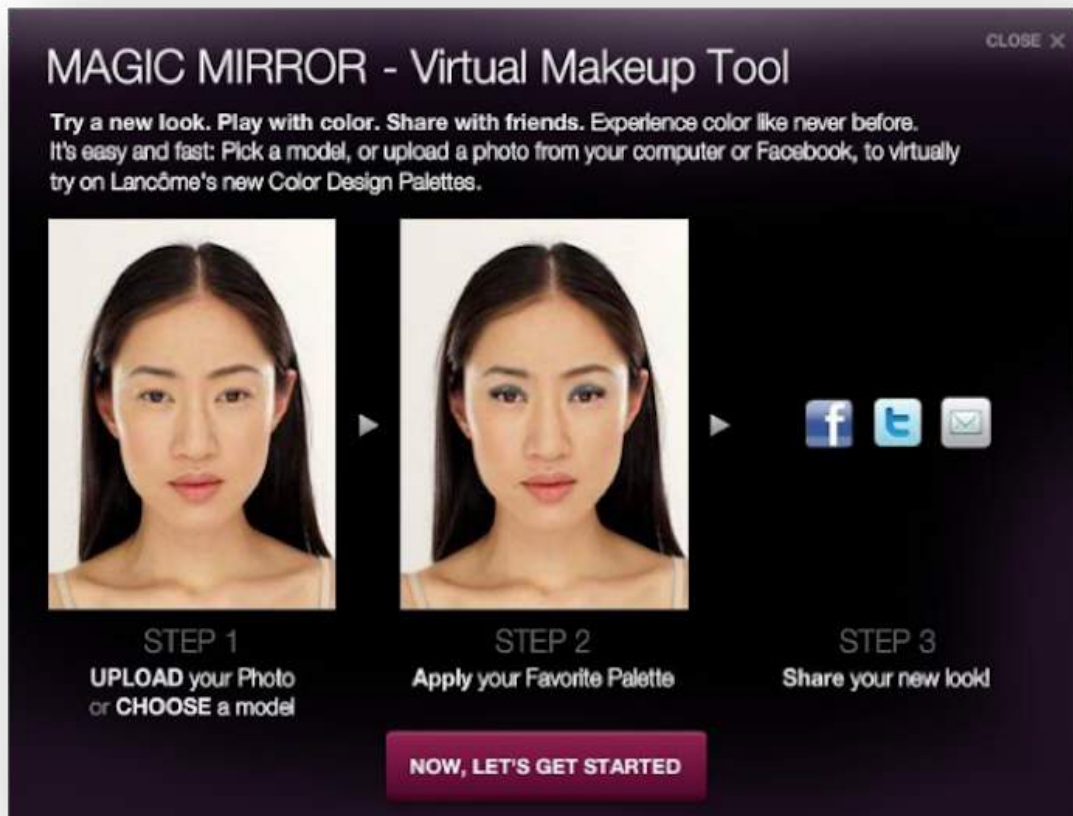 CLOSE X
MAGIC MIRROR - Virtual Makeup Tool
Try a new look. Play with color. Share with friends. Experience color like never before.
It's easy and fast: Pick a model, or upload a photo from your computer or Facebook, to virtually
try on Lancôme's new Color Design Palettes.
f t
STEP 1
UPLOAD your Photo
or CHOOSE a model
STEP 2
Apply your Favorite Palette
STEP 3
Share your new look!
NOW, LET'S GET STARTED